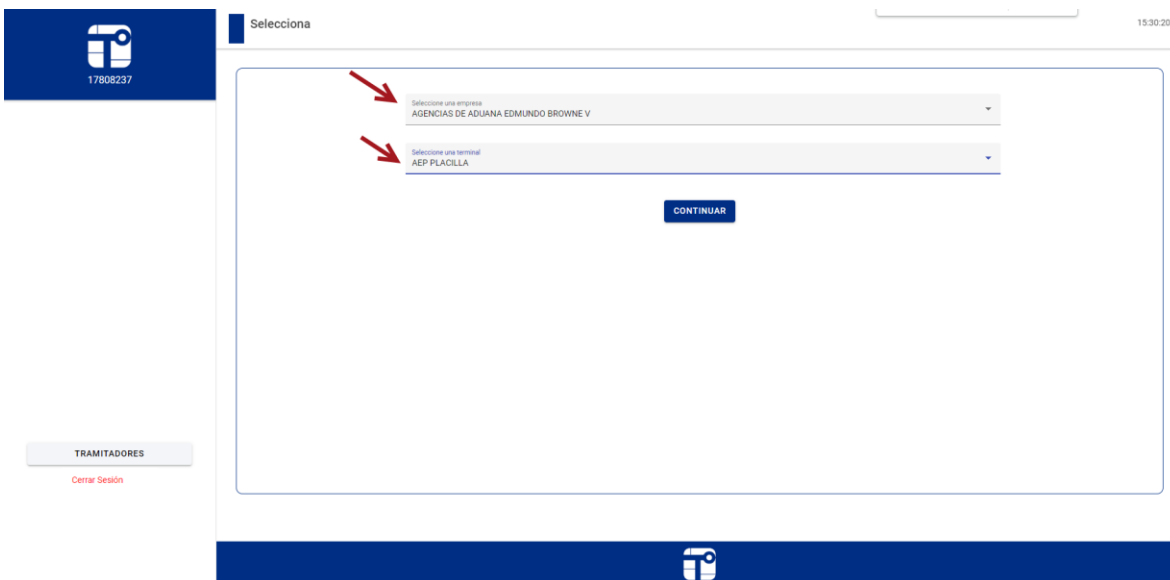 17808237
Selecciona
15:30:20
Seleccione una empresa
AGENCIAS DE ADUANA EDMUNDO BROWNE V
Seleccione una terminal
AEP PLACILLA
CONTINUAR
TRAMITADORES
Cerrar Sesión